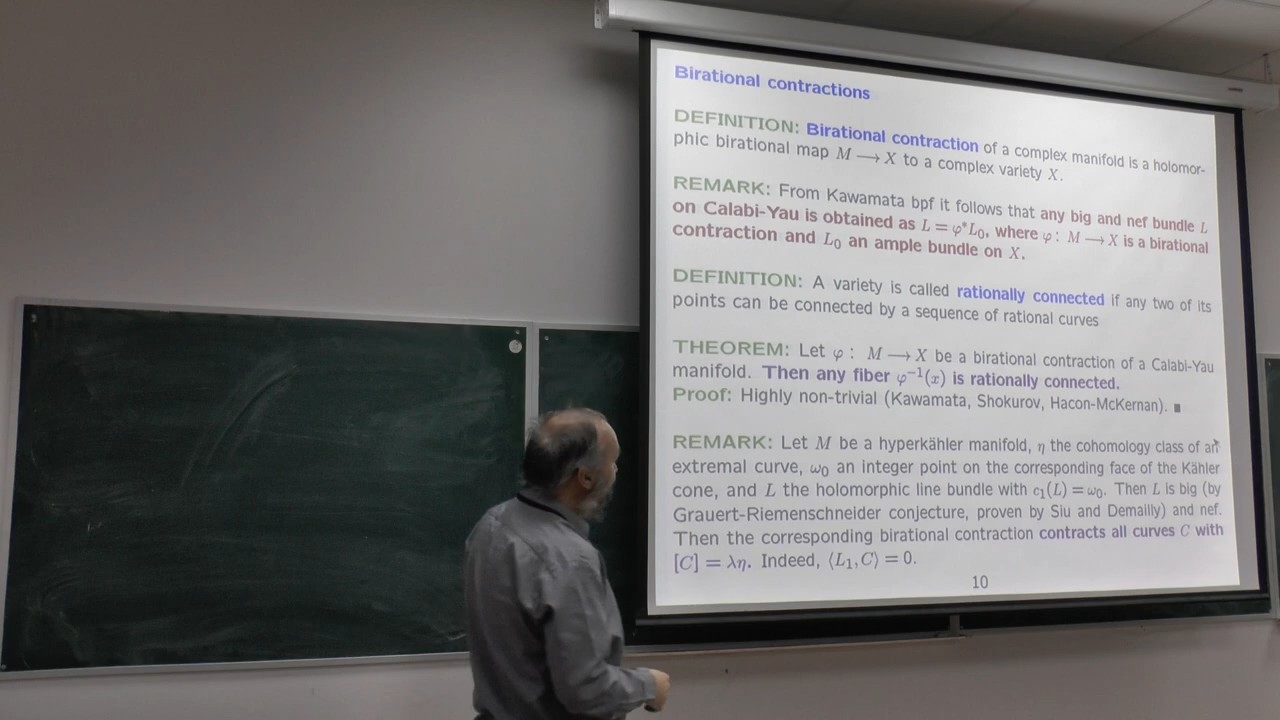 Birational contractions
DEFINITION: Birational contraction of a complex manifold is a holomor-
phic birational map M ⟶ X to a complex variety X.
REMARK: From Kawamata bpf it follows that any big and nef bundle L
on Calabi-Yau is obtained as L = φ*L₀, where φ : M ⟶ X is a birational
contraction and L₀ an ample bundle on X.
DEFINITION: A variety is called rationally connected if any two of its
points can be connected by a sequence of rational curves
THEOREM: Let φ : M ⟶ X be a birational contraction of a Calabi-Yau
manifold. Then any fiber φ⁻¹(x) is rationally connected.
Proof: Highly non-trivial (Kawamata, Shokurov, Hacon-McKernan). ■
REMARK: Let M be a hyperkähler manifold, η the cohomology class of an
extremal curve, ω₀ an integer point on the corresponding face of the Kähler
cone, and L the holomorphic line bundle with c₁(L) = ω₀. Then L is big (by
Grauert-Riemenschneider conjecture, proven by Siu and Demailly) and nef.
Then the corresponding birational contraction contracts all curves C with
[C] = λη. Indeed, ⟨L₁, C⟩ = 0.
10